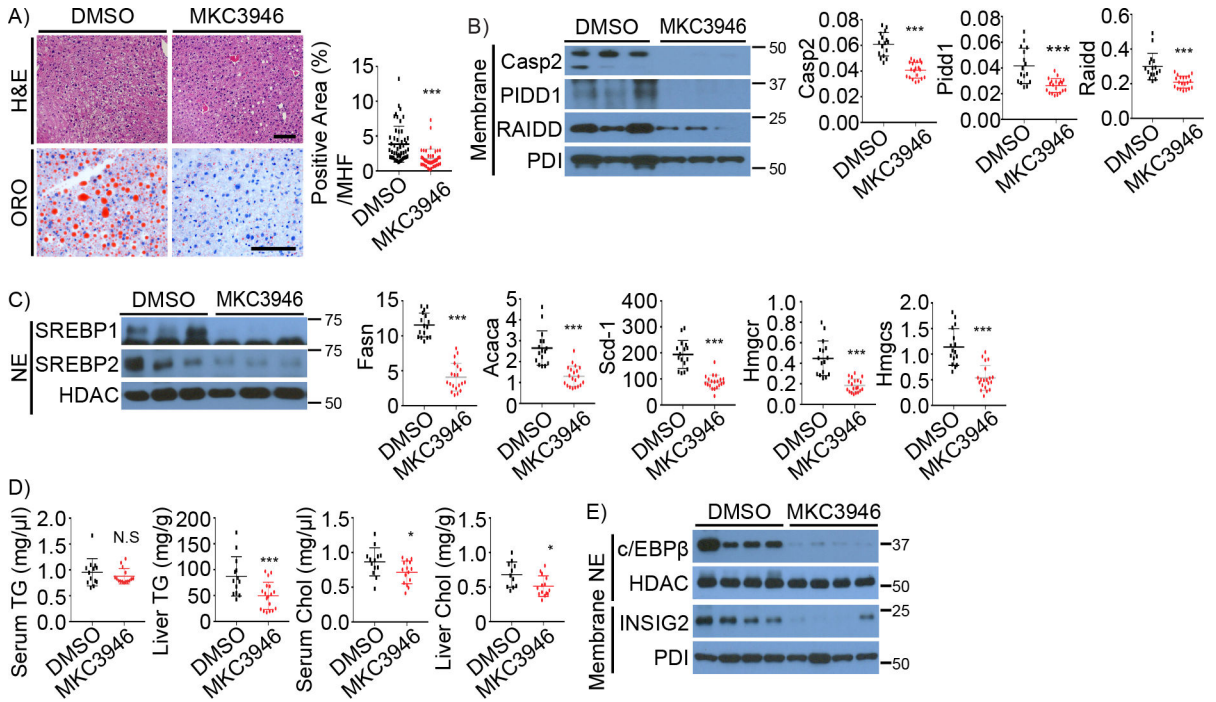 A)
DMSO
MKC3946
H&E
ORO
Positive Area (%)
/MHF
15
10
5
0
***
DMSO
MKC3946
B)
DMSO
MKC3946
Membrane
Casp2
PIDD1
RAIDD
PDI
50
37
25
50
Casp2
0.08
0.06
0.04
0.02
0.00
***
DMSO
MKC3946
Pidd1
0.08
0.06
0.04
0.02
0.00
***
DMSO
MKC3946
Raidd
0.6
0.4
0.2
0.0
***
DMSO
MKC3946
C)
DMSO
MKC3946
NE
SREBP1
SREBP2
HDAC
75
75
50
Fasn
15
10
5
0
***
DMSO
MKC3946
Acaca
5
4
3
2
1
0
***
DMSO
MKC3946
Scd-1
400
300
200
100
0
***
DMSO
MKC3946
Hmgcr
1.0
0.8
0.6
0.4
0.2
0.0
***
DMSO
MKC3946
Hmgcs
2.0
1.5
1.0
0.5
0.0
***
DMSO
MKC3946
D)
Serum TG (mg/µl)
2.0
1.5
1.0
0.5
0.0
N.S
DMSO
MKC3946
Liver TG (mg/g)
200
150
100
50
0
***
DMSO
MKC3946
Serum Chol (mg/µl)
1.5
1.0
0.5
0.0
*
DMSO
MKC3946
Liver Chol (mg/g)
1.5
1.0
0.5
0.0
*
DMSO
MKC3946
E)
DMSO
MKC3946
Membrane NE
c/EBPβ
HDAC
INSIG2
PDI
37
50
25
50